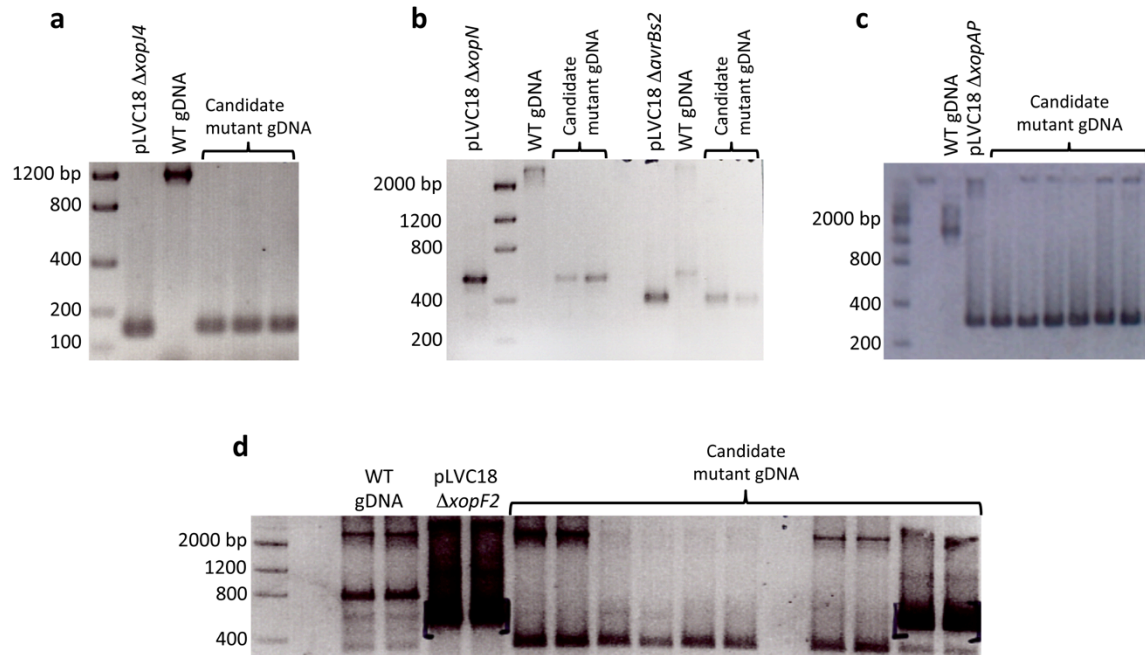 a
pLVC18 ΔxopJ4
WT gDNA
Candidate
mutant gDNA
1200 bp
800
400
200
100
b
pLVC18 ΔxopN
WT gDNA
Candidate
mutant gDNA
pLVC18 ΔavrBs2
WT gDNA
Candidate
mutant gDNA
2000 bp
1200
800
400
200
c
WT gDNA
pLVC18 ΔxopAP
Candidate
mutant gDNA
2000 bp
800
400
200
d
WT
gDNA
pLVC18
ΔxopF2
Candidate
mutant gDNA
2000 bp
1200
800
400